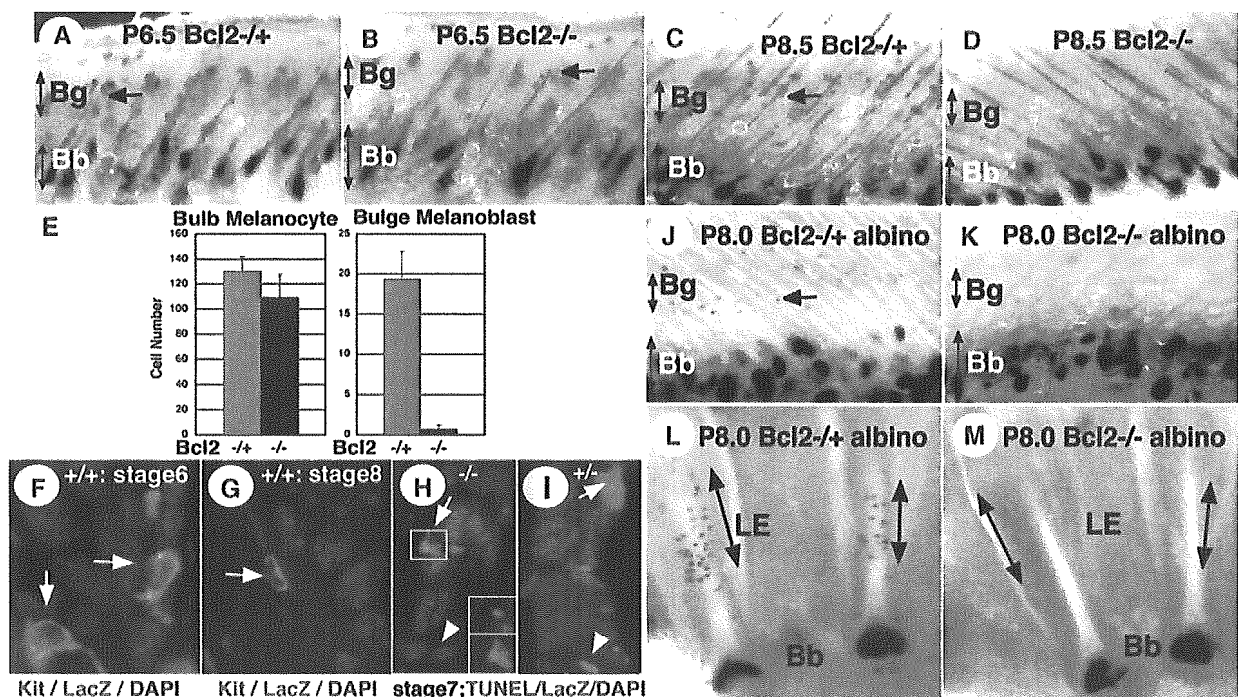 A P6.5 Bcl2-/+
Bg
Bb
B P6.5 Bcl2-/-
Bg
Bb
C P8.5 Bcl2-/+
Bg
Bb
D P8.5 Bcl2-/-
Bg
Bb
E
Bulb Melanocyte
Cell Number
160
140
120
100
80
60
40
20
0
Bulge Melanoblast
25
20
15
10
5
0
Bcl2 -/+ -/- Bcl2 -/+ -/-
F +/+: stage6
Kit / LacZ / DAPI
G +/+: stage8
Kit / LacZ / DAPI
H -/-
I +/-
stage7;TUNEL/LacZ/DAPI
J P8.0 Bcl2-/+ albino
Bg
Bb
K P8.0 Bcl2-/- albino
Bg
Bb
L P8.0 Bcl2-/+ albino
LE
Bb
M P8.0 Bcl2-/- albino
LE
Bb